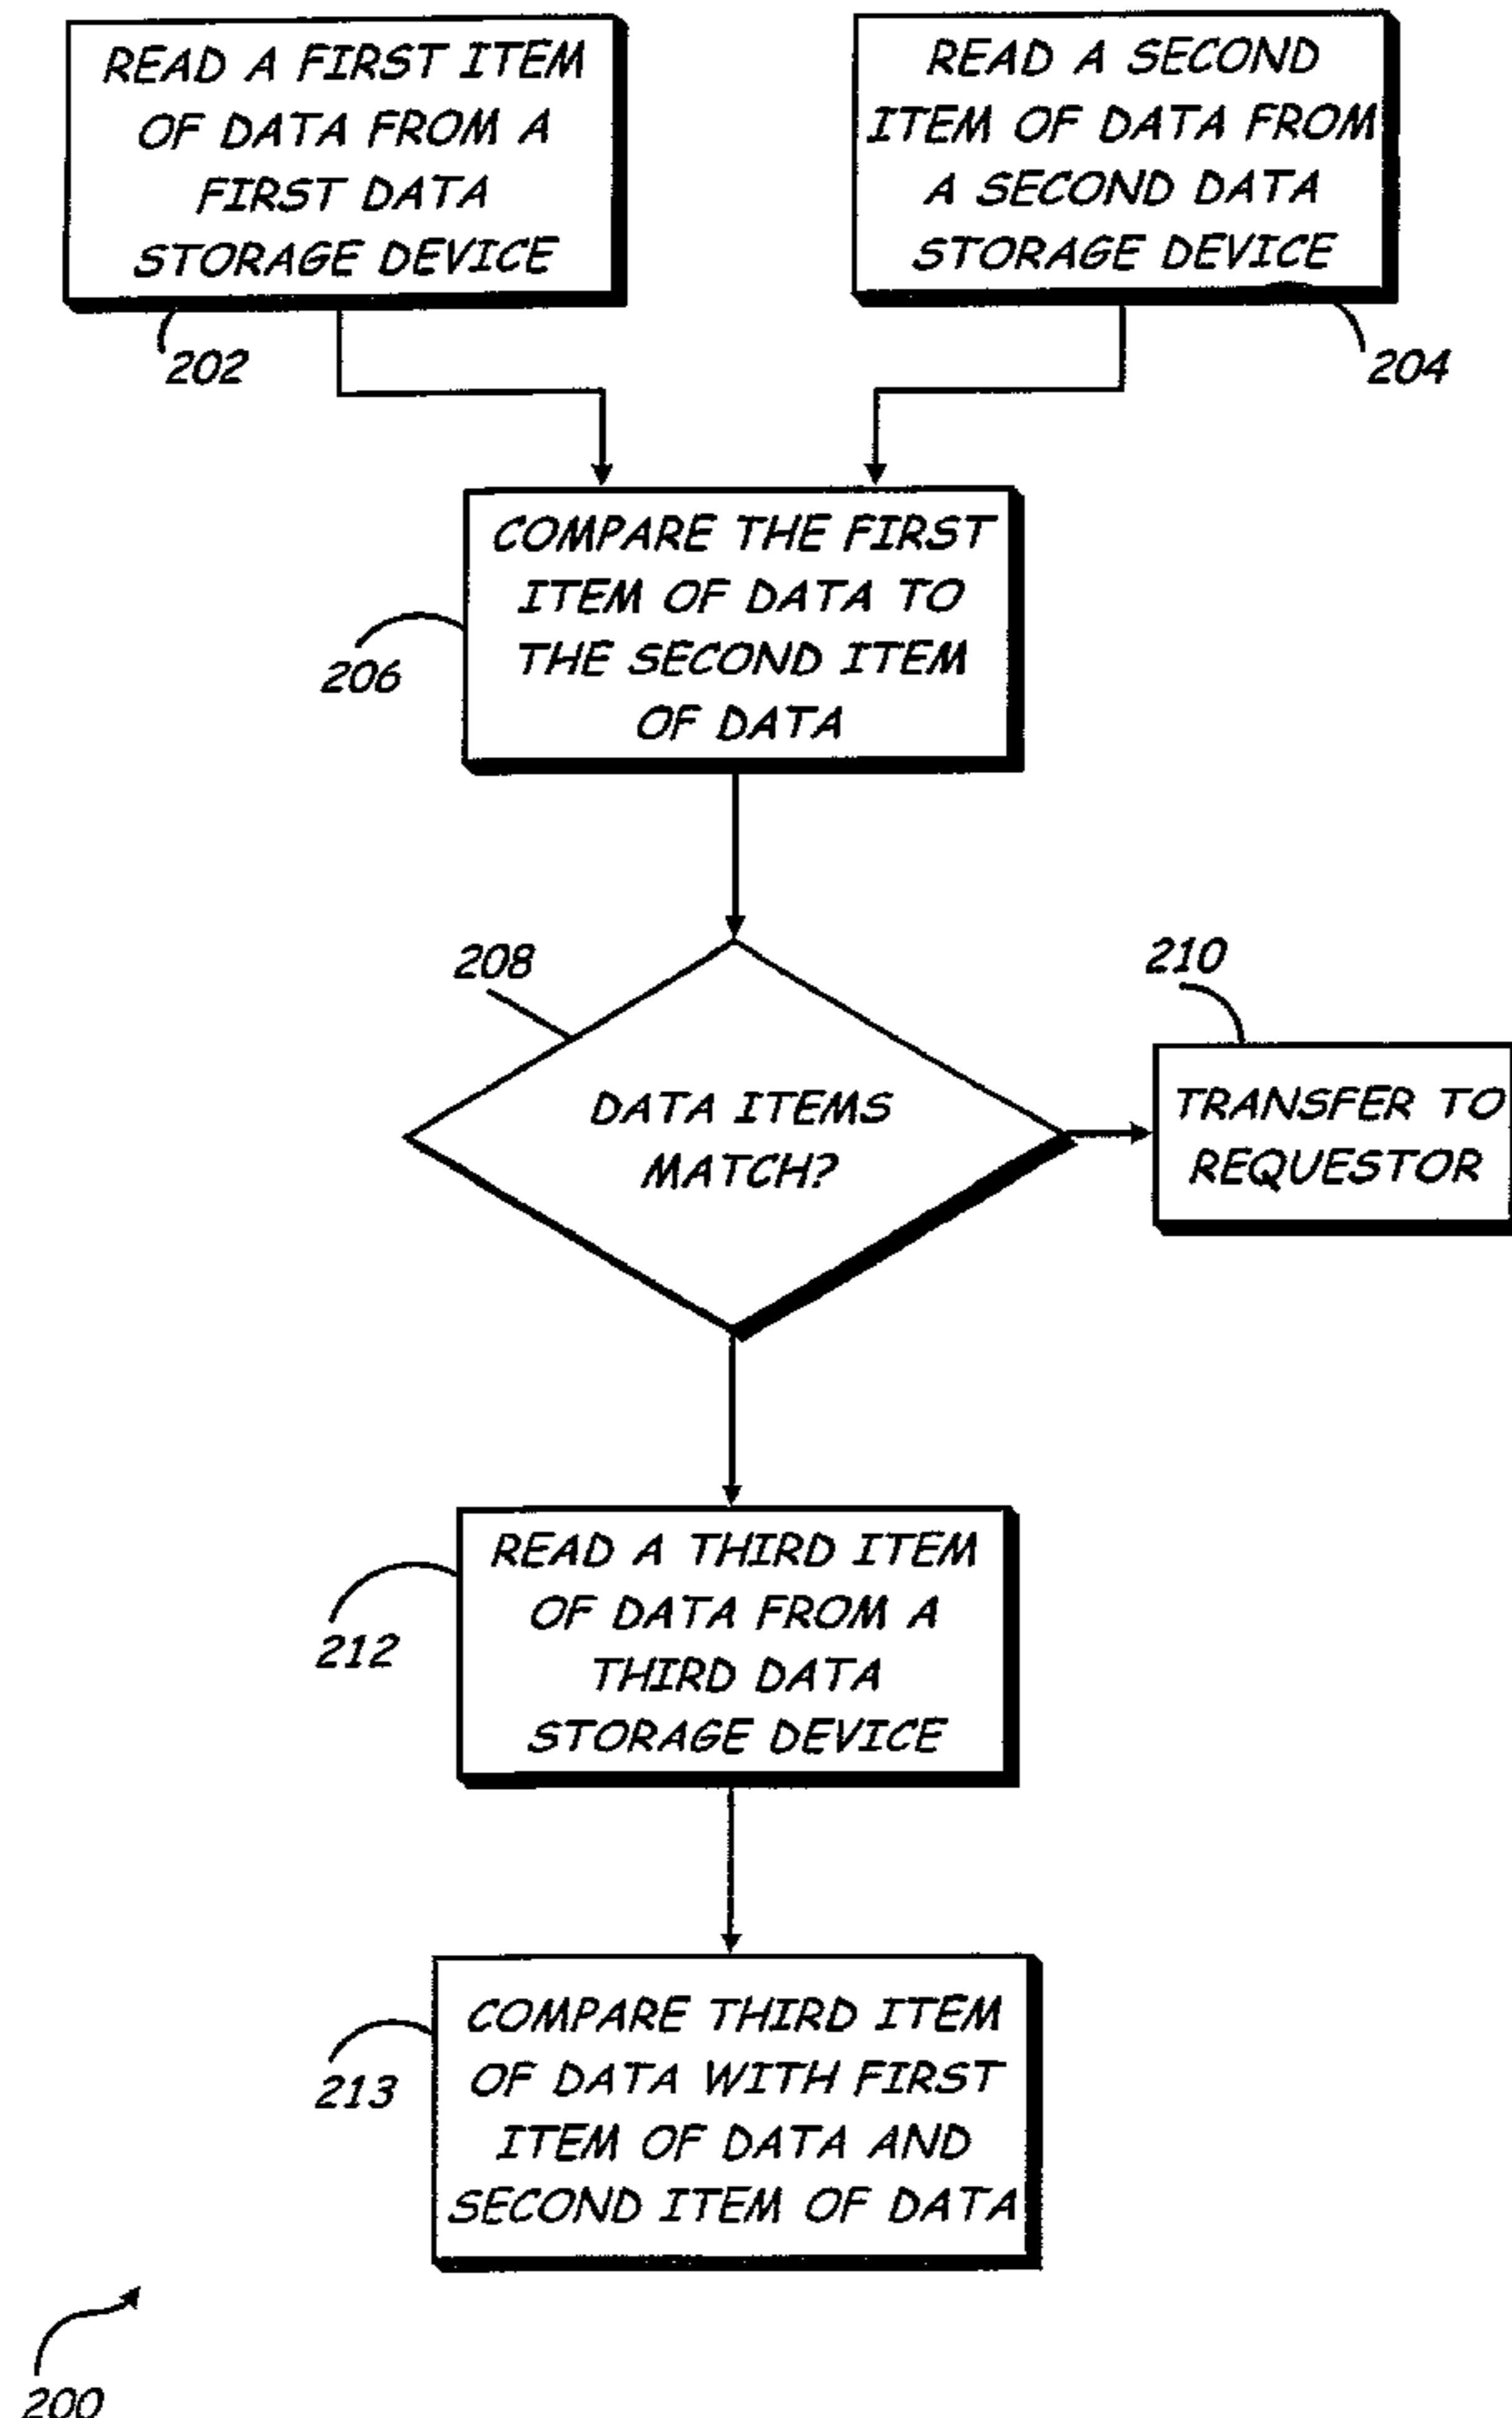 READ A FIRST ITEM
OF DATA FROM A
FIRST DATA
STORAGE DEVICE
202
READ A SECOND
ITEM OF DATA FROM
A SECOND DATA
STORAGE DEVICE
204
COMPARE THE FIRST
ITEM OF DATA TO
THE SECOND ITEM
OF DATA
206
208
DATA ITEMS
MATCH?
210
TRANSFER TO
REQUESTOR
READ A THIRD ITEM
OF DATA FROM A
THIRD DATA
STORAGE DEVICE
212
COMPARE THIRD ITEM
OF DATA WITH FIRST
ITEM OF DATA AND
SECOND ITEM OF DATA
213
200